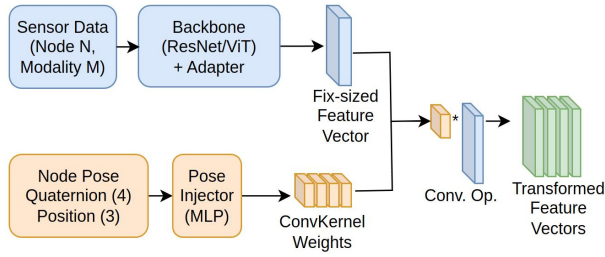 Sensor Data
(Node N,
Modality M)
Backbone
(ResNet/ViT)
+ Adapter
Fix-sized
Feature
Vector
Node Pose
Quaternion (4)
Position (3)
Pose
Injector
(MLP)
ConvKernel
Weights
*
Conv. Op.
Transformed
Feature
Vectors